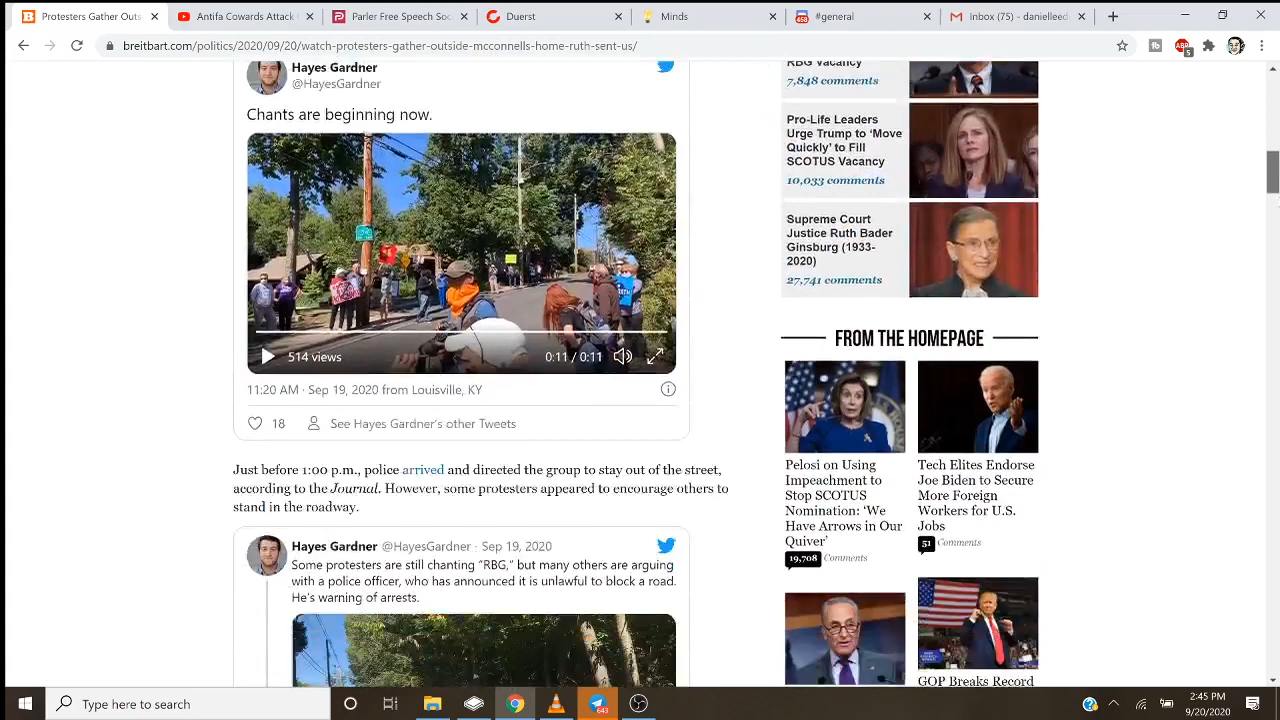 Protesters Gather Outs
Antifa Cowards Attack
Parler Free Speech Soc
Duerst
Minds
#general
Inbox (75) - danielleed
breitbart.com/politics/2020/09/20/watch-protesters-gather-outside-mcconnells-home-ruth-sent-us/
Hayes Gardner
@HayesGardner
Chants are beginning now.
514 views
0:11 / 0:11
11:20 AM · Sep 19, 2020 from Louisville, KY
18
See Hayes Gardner's other Tweets
Just before 1:00 p.m., police arrived and directed the group to stay out of the street,
according to the Journal. However, some protesters appeared to encourage others to
stand in the roadway.
Hayes Gardner @HayesGardner · Sep 19, 2020
Some protesters are still chanting “RBG,” but many others are arguing
with a police officer, who has announced it is unlawful to block a road.
He's warning of arrests.
RBG Vacancy
7,848 comments
Pro-Life Leaders
Urge Trump to ‘Move
Quickly’ to Fill
SCOTUS Vacancy
10,033 comments
Supreme Court
Justice Ruth Bader
Ginsburg (1933-
2020)
27,741 comments
FROM THE HOMEPAGE
Pelosi on Using
Impeachment to
Stop SCOTUS
Nomination: ‘We
Have Arrows in Our
Quiver’
19,708 Comments
Tech Elites Endorse
Joe Biden to Secure
More Foreign
Workers for U.S.
Jobs
51 Comments
GOP Breaks Record
Type here to search
643
2:45 PM
9/20/2020